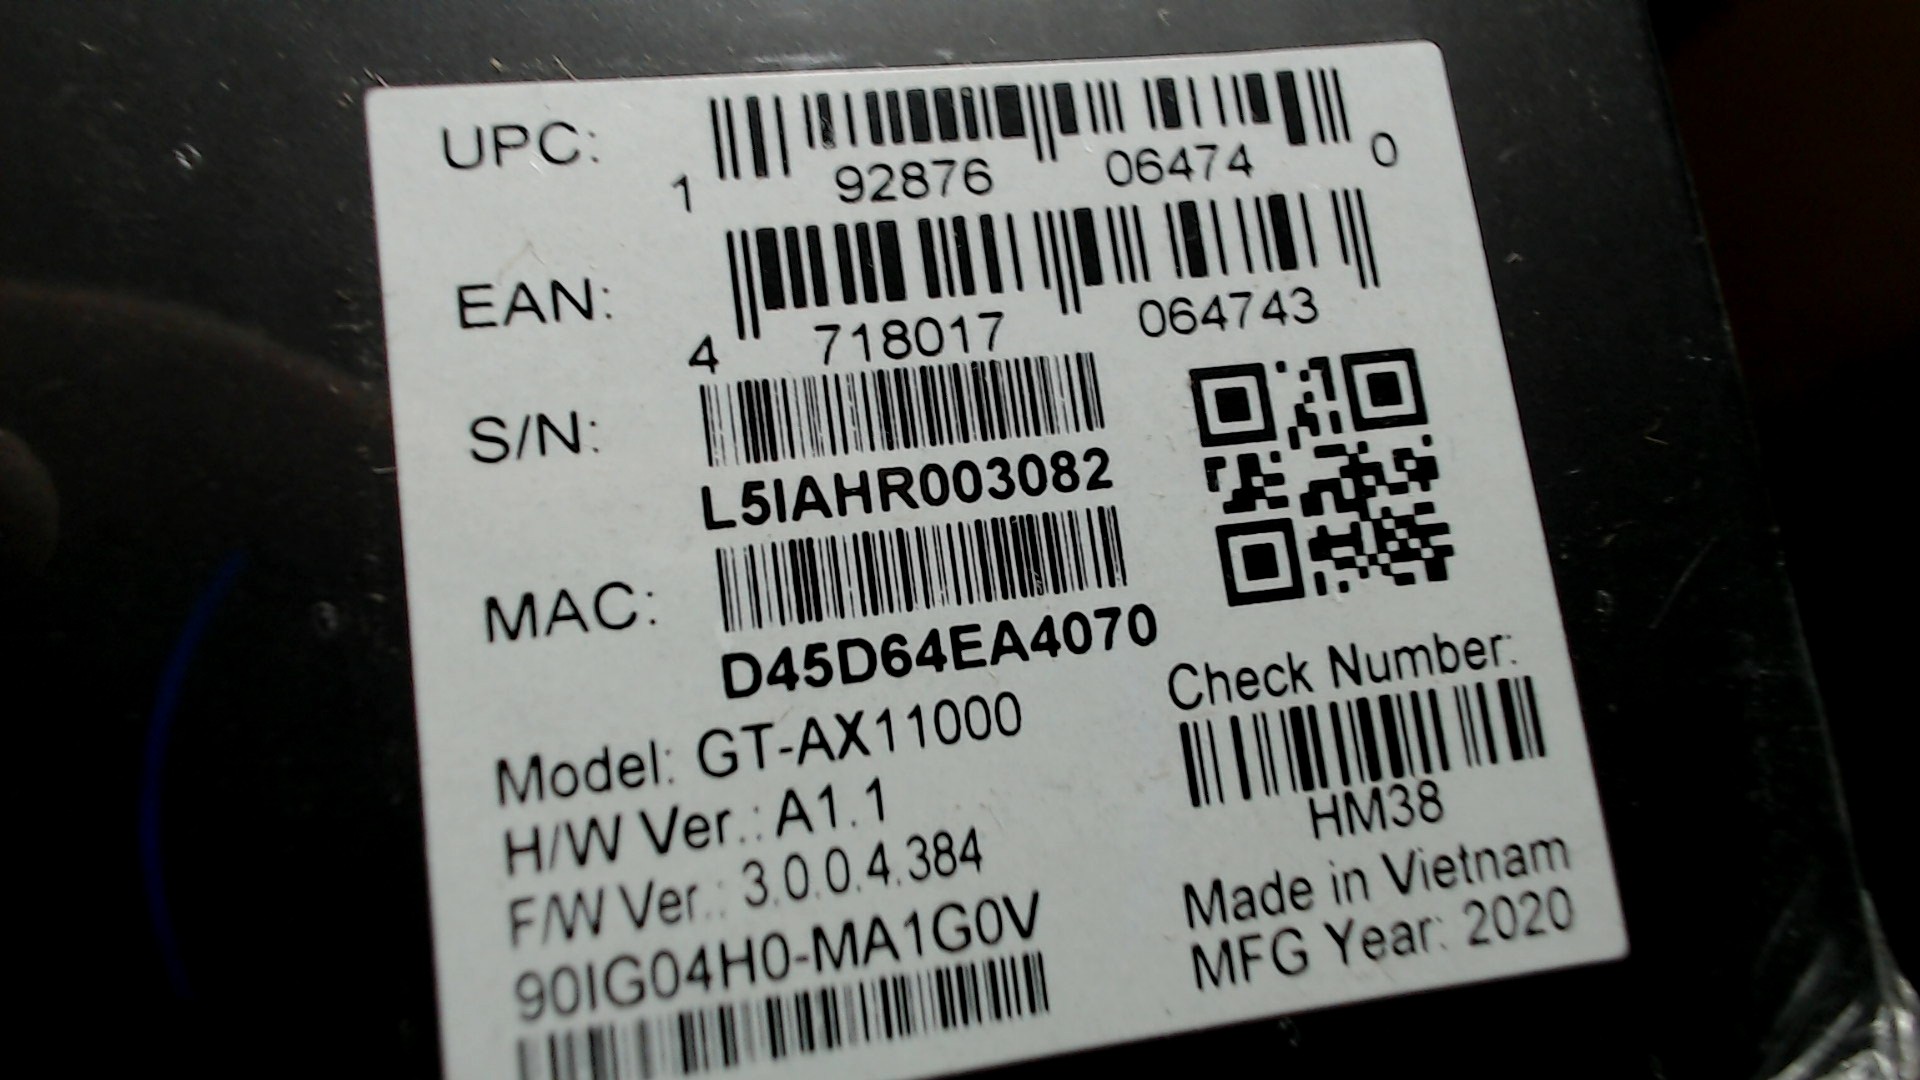 UPC:
1 92876 06474 0
EAN:
4 718017 064743
S/N:
L5IAHR003082
MAC:
D45D64EA4070
Model: GT-AX11000
H/W Ver.: A1.1
F/W Ver.: 3.0.0.4.384
90IG04H0-MA1G0V
Check Number:
HM38
Made in Vietnam
MFG Year: 2020